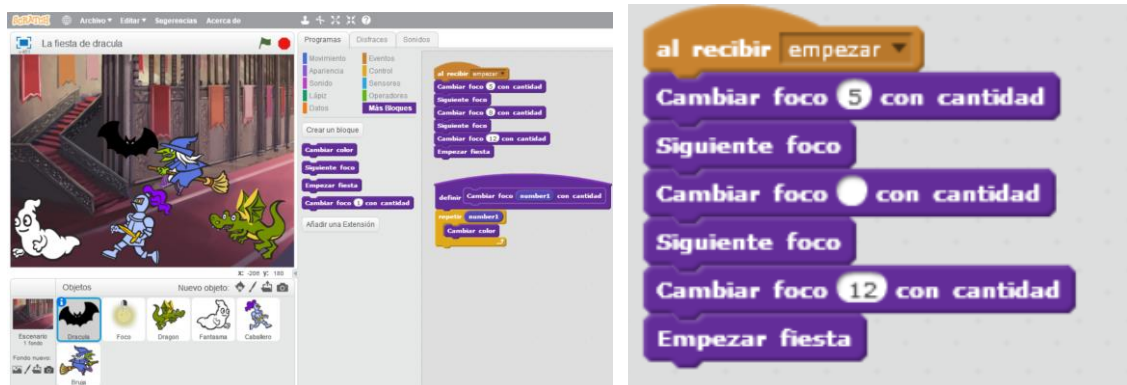 SCRATCH Archivo Editar Sugerencias Acerca de
La fiesta de dracula
Programas Disfraces Sonidos
Movimiento Eventos
Apariencia Control
Sonido Sensores
Lápiz Operadores
Datos Más Bloques
Crear un bloque
Cambiar color
Siguiente foco
Empezar fiesta
Cambiar foco 1 con cantidad
Añadir una Extensión
al recibir empezar
Cambiar foco 5 con cantidad
Siguiente foco
Cambiar foco con cantidad
Siguiente foco
Cambiar foco 12 con cantidad
Empezar fiesta
definir Cambiar foco number1 con cantidad
repetir number1
Cambiar color
y: 180
Objetos Nuevo objeto:
Escenario
1 fondo
Fondo nuevo:
Dracula Foco Dragon Fantasma Caballero
Bruja
al recibir empezar
Cambiar foco 5 con cantidad
Siguiente foco
Cambiar foco con cantidad
Siguiente foco
Cambiar foco 12 con cantidad
Empezar fiesta